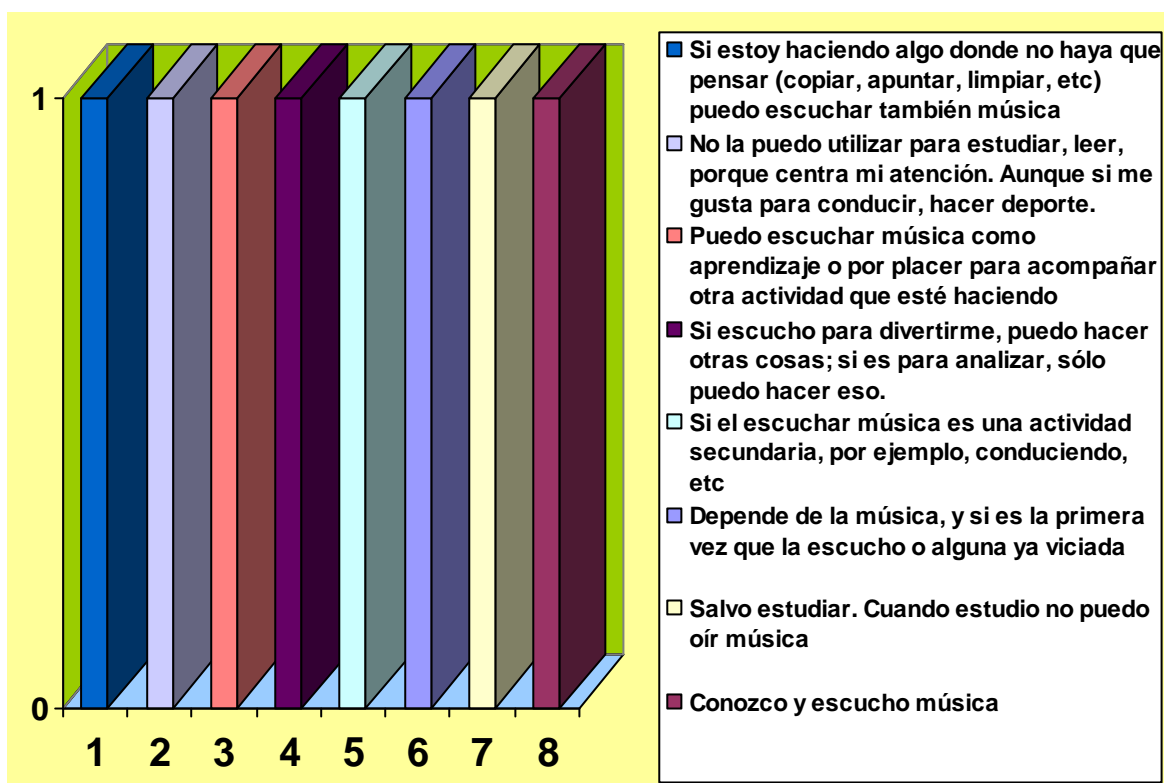 1
0
1 2 3 4 5 6 7 8
Si estoy haciendo algo donde no haya que
pensar (copiar, apuntar, limpiar, etc)
puedo escuchar también música
No la puedo utilizar para estudiar, leer,
porque centra mi atención. Aunque si me
gusta para conducir, hacer deporte.
Puedo escuchar música como
aprendizaje o por placer para acompañar
otra actividad que esté haciendo
Si escucho para divertirme, puedo hacer
otras cosas; si es para analizar, sólo
puedo hacer eso.
Si el escuchar música es una actividad
secundaria, por ejemplo, conduciendo,
etc
Depende de la música, y si es la primera
vez que la escucho o alguna ya viciada
Salvo estudiar. Cuando estudio no puedo
oír música
Conozco y escucho música